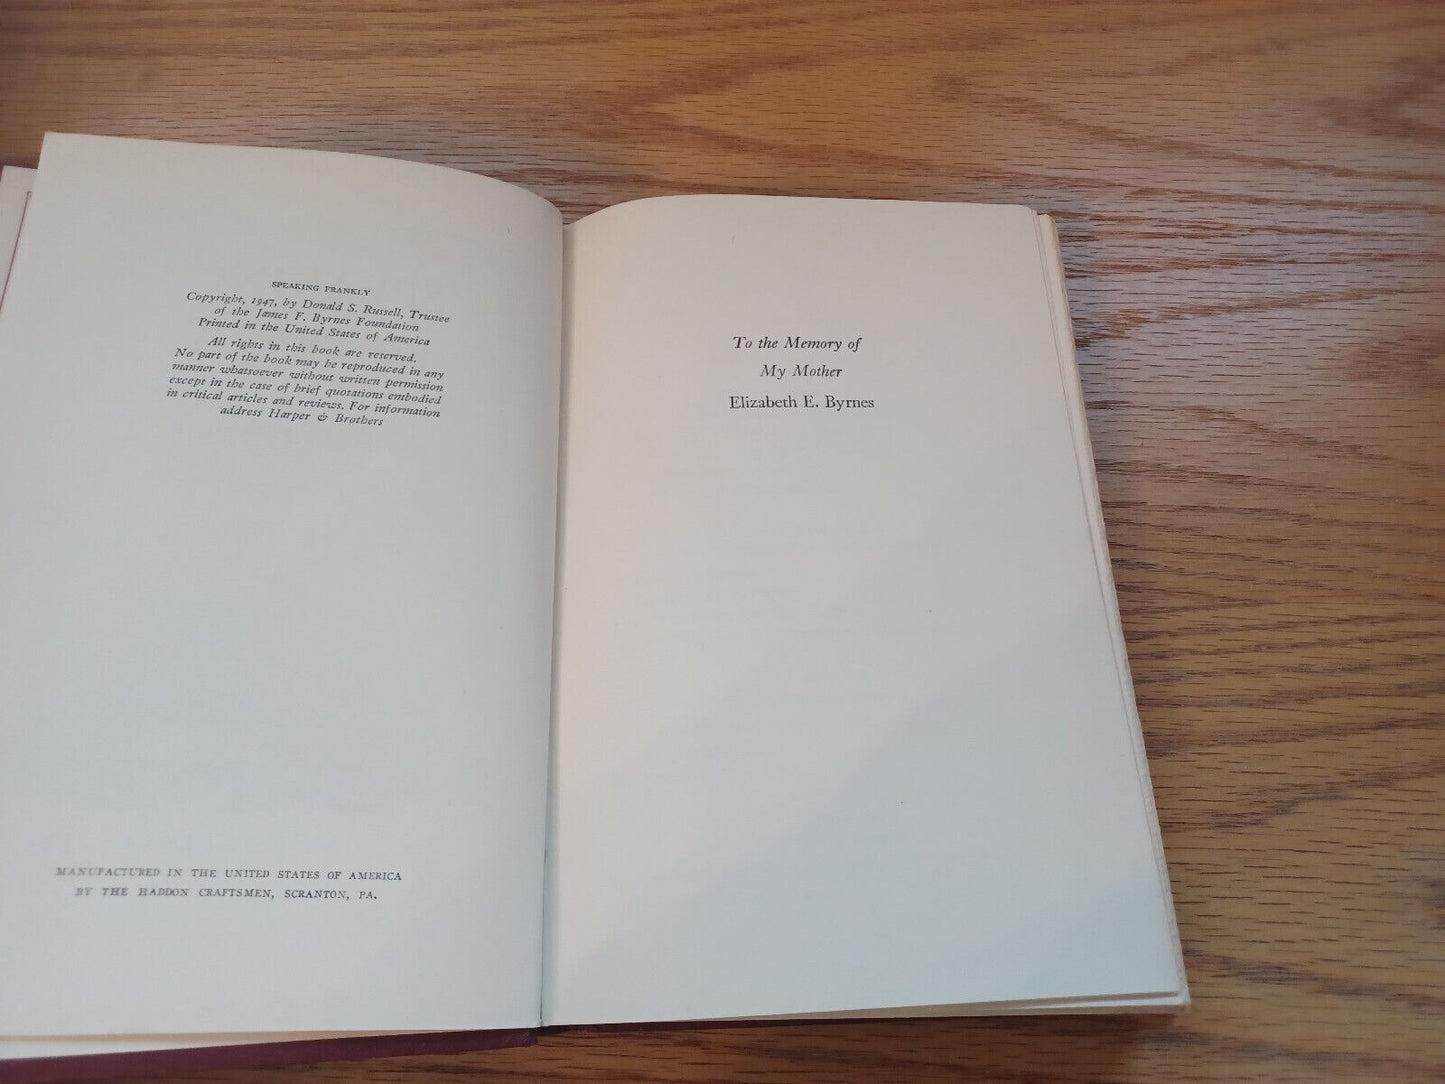 SPEAKING FRANKLY
Copyright, 1947, by Donald S. Russell, Trustee
of the James F. Byrnes Foundation
Printed in the United States of America
All rights in this book are reserved.
No part of the book may be reproduced in any
manner whatsoever without written permission
except in the case of brief quotations embodied
in critical articles and reviews. For information
address Harper & Brothers
MANUFACTURED IN THE UNITED STATES OF AMERICA
BY THE HADDON CRAFTSMEN, SCRANTON, PA.
To the Memory of
My Mother
Elizabeth E. Byrnes